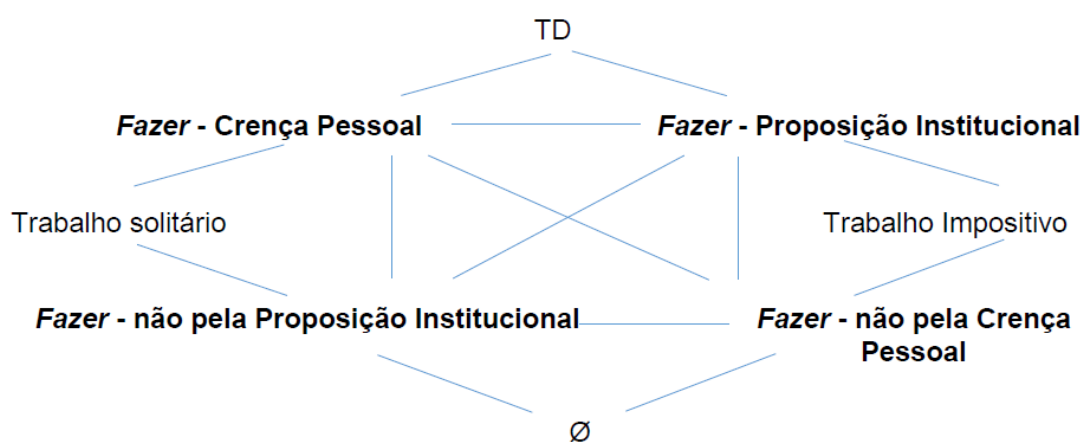 TD
Fazer - Crença Pessoal
Fazer - Proposição Institucional
Trabalho solitário
Trabalho Impositivo
Fazer - não pela Proposição Institucional
Fazer - não pela Crença
Pessoal
Ø